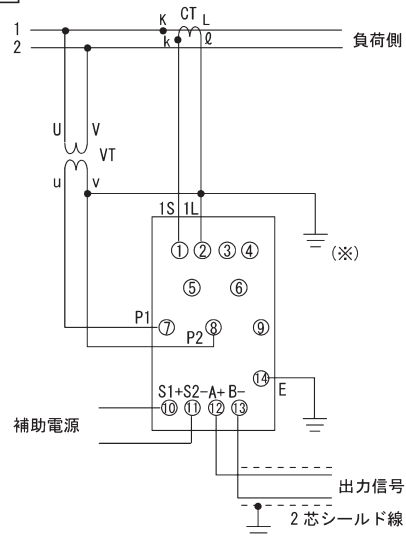 CT
K L
1
2
k ℓ
負荷側
U V
VT
u v
1S 1L
(※)
① ② ③ ④
⑤ ⑥
P1
⑦ ⑧ ⑨
P2
⑭ E
S1+ S2- A+ B-
⑩ ⑪ ⑫ ⑬
補助電源
出力信号
2芯シールド線